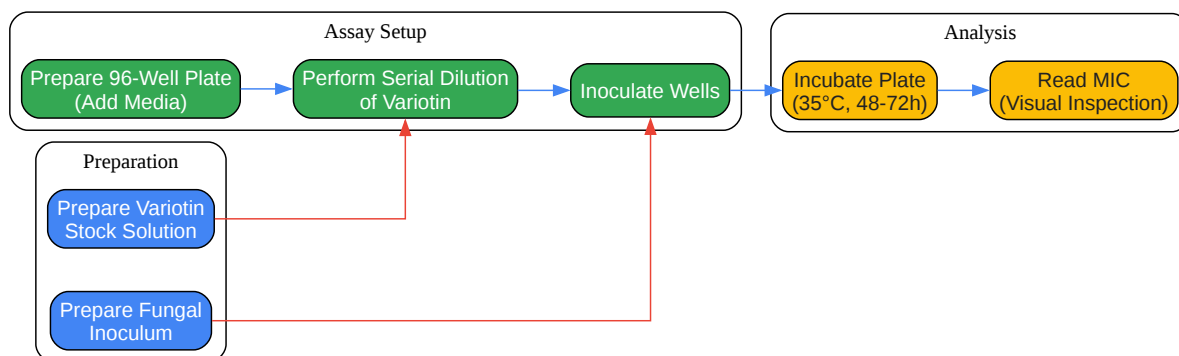 Assay Setup
Prepare 96-Well Plate
(Add Media)
Perform Serial Dilution
of Variotin
Inoculate Wells
Analysis
Incubate Plate
(35°C, 48-72h)
Read MIC
(Visual Inspection)
Preparation
Prepare Variotin
Stock Solution
Prepare Fungal
Inoculum